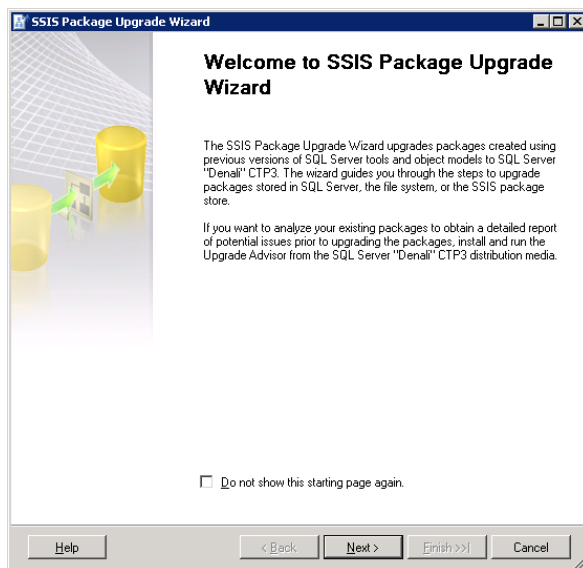 SSIS Package Upgrade Wizard
Welcome to SSIS Package Upgrade
Wizard
The SSIS Package Upgrade Wizard upgrades packages created using
previous versions of SQL Server tools and object models to SQL Server
"Denali" CTP3. The wizard guides you through the steps to upgrade
packages stored in SQL Server, the file system, or the SSIS package
store.
If you want to analyze your existing packages to obtain a detailed report
of potential issues prior to upgrading the packages, install and run the
Upgrade Advisor from the SQL Server "Denali" CTP3 distribution media.
Do not show this starting page again.
Help
< Back
Next >
Finish >>|
Cancel